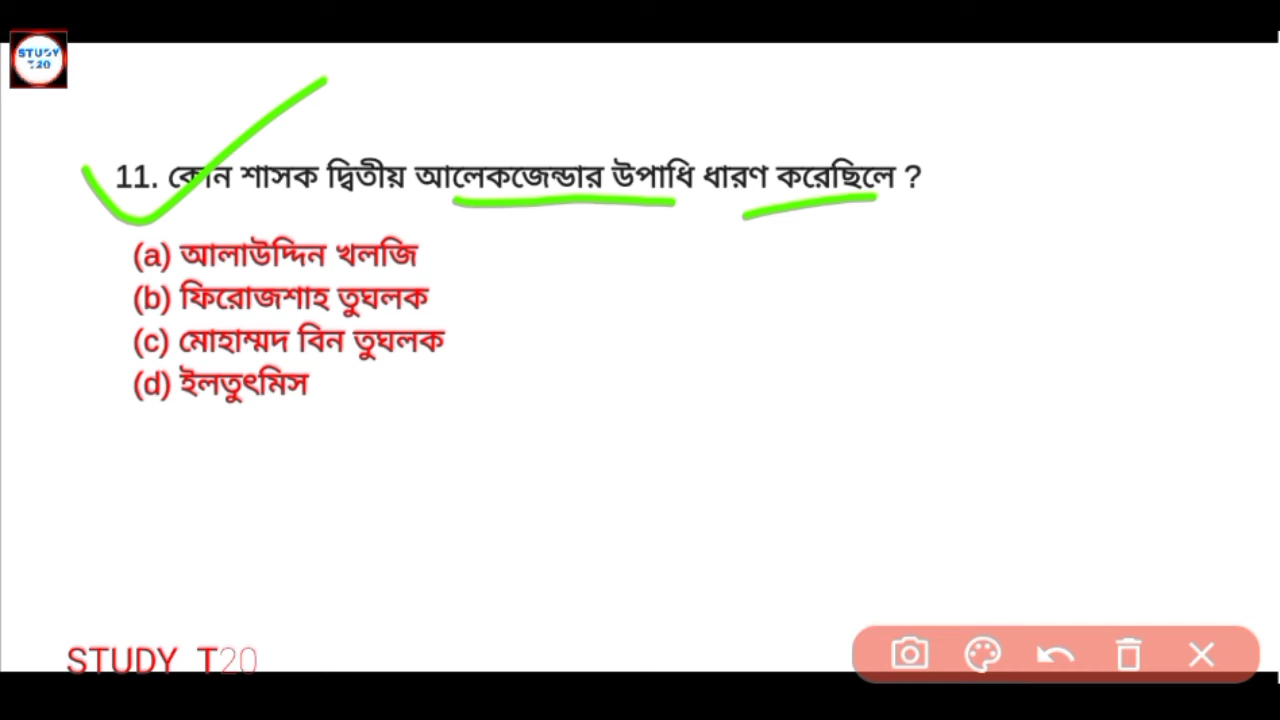 STUDY
T20
11. কোন শাসক দ্বিতীয় আলেকজেন্ডার উপাধি ধারণ করেছিলে ?
(a) আলাউদ্দিন খলজি
(b) ফিরোজশাহ তুঘলক
(c) মোহাম্মদ বিন তুঘলক
(d) ইলতুৎমিস
STUDY T20